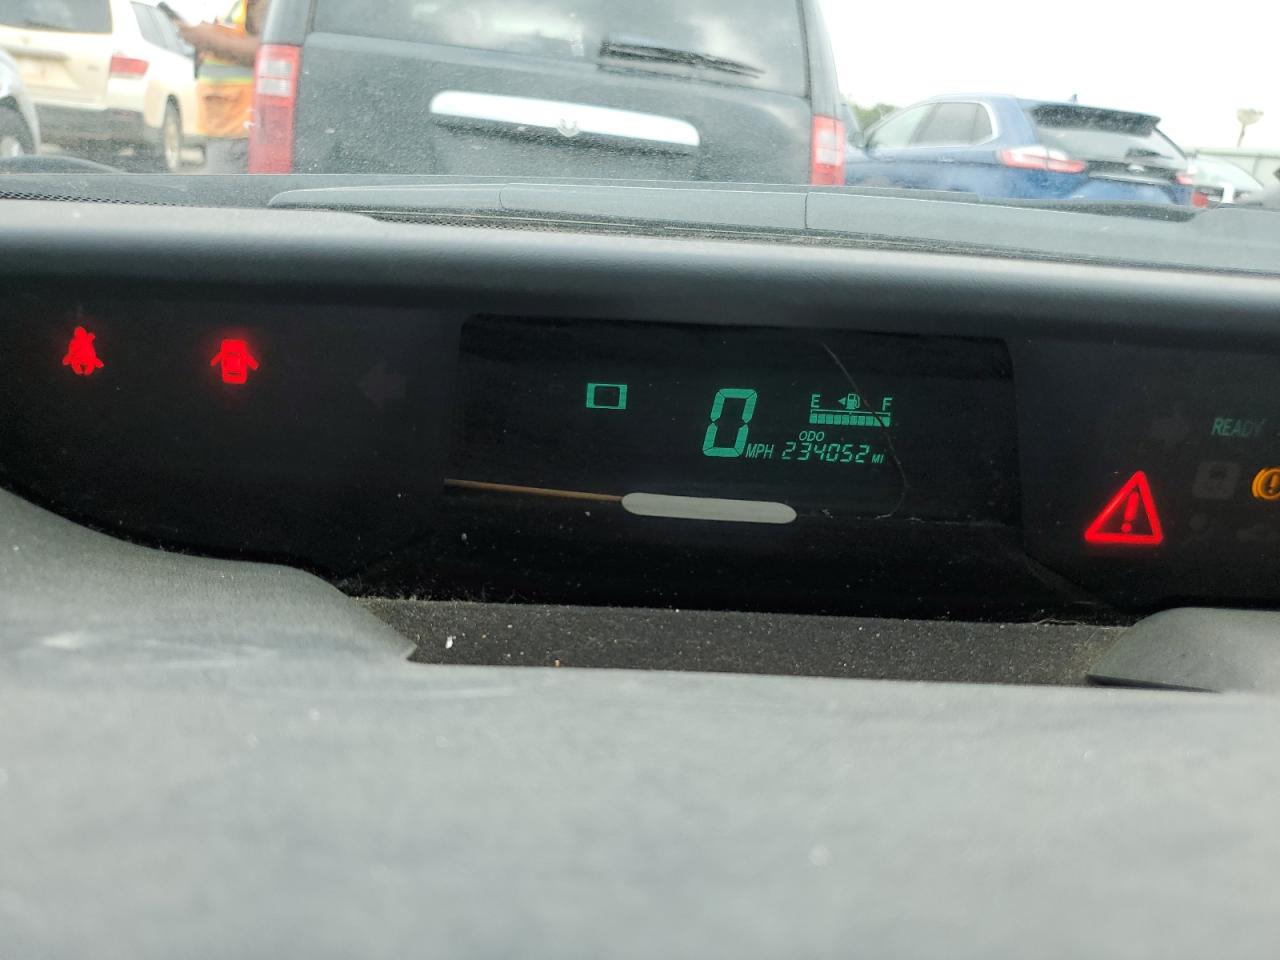 0 MPH
E F
ODO
234052 MI
READY